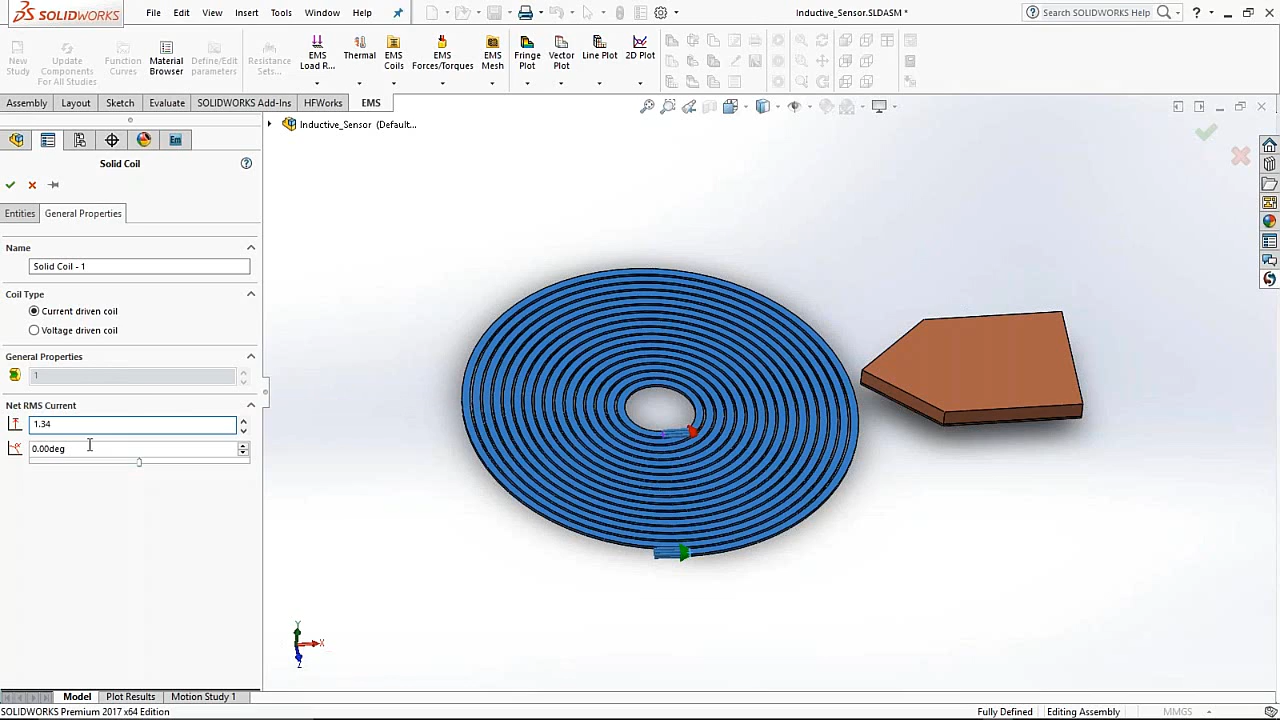 SOLIDWORKS File Edit View Insert Tools Window Help Inductive_Sensor.SLDASM * Search SOLIDWORKS Help ?
New Study
Update Components For All Studies
Function Curves
Material Browser
Resistance Sets...
Define/Edit parameters
EMS Load R...
Thermal
EMS Coils
EMS Forces/Torques
EMS Mesh
Fringe Plot
Vector Plot
Line Plot
2D Plot
Assembly Layout Sketch Evaluate SOLIDWORKS Add-Ins HFWorks EMS
Inductive_Sensor (Default...
Em
Solid Coil ?
Entities General Properties
Name
Solid Coil - 1
Coil Type
Current driven coil
Voltage driven coil
General Properties
1
Net RMS Current
1.34
0.00deg
Y
X
Z
Model Plot Results Motion Study 1
SOLIDWORKS Premium 2017 x64 Edition Fully Defined Editing Assembly MMGS